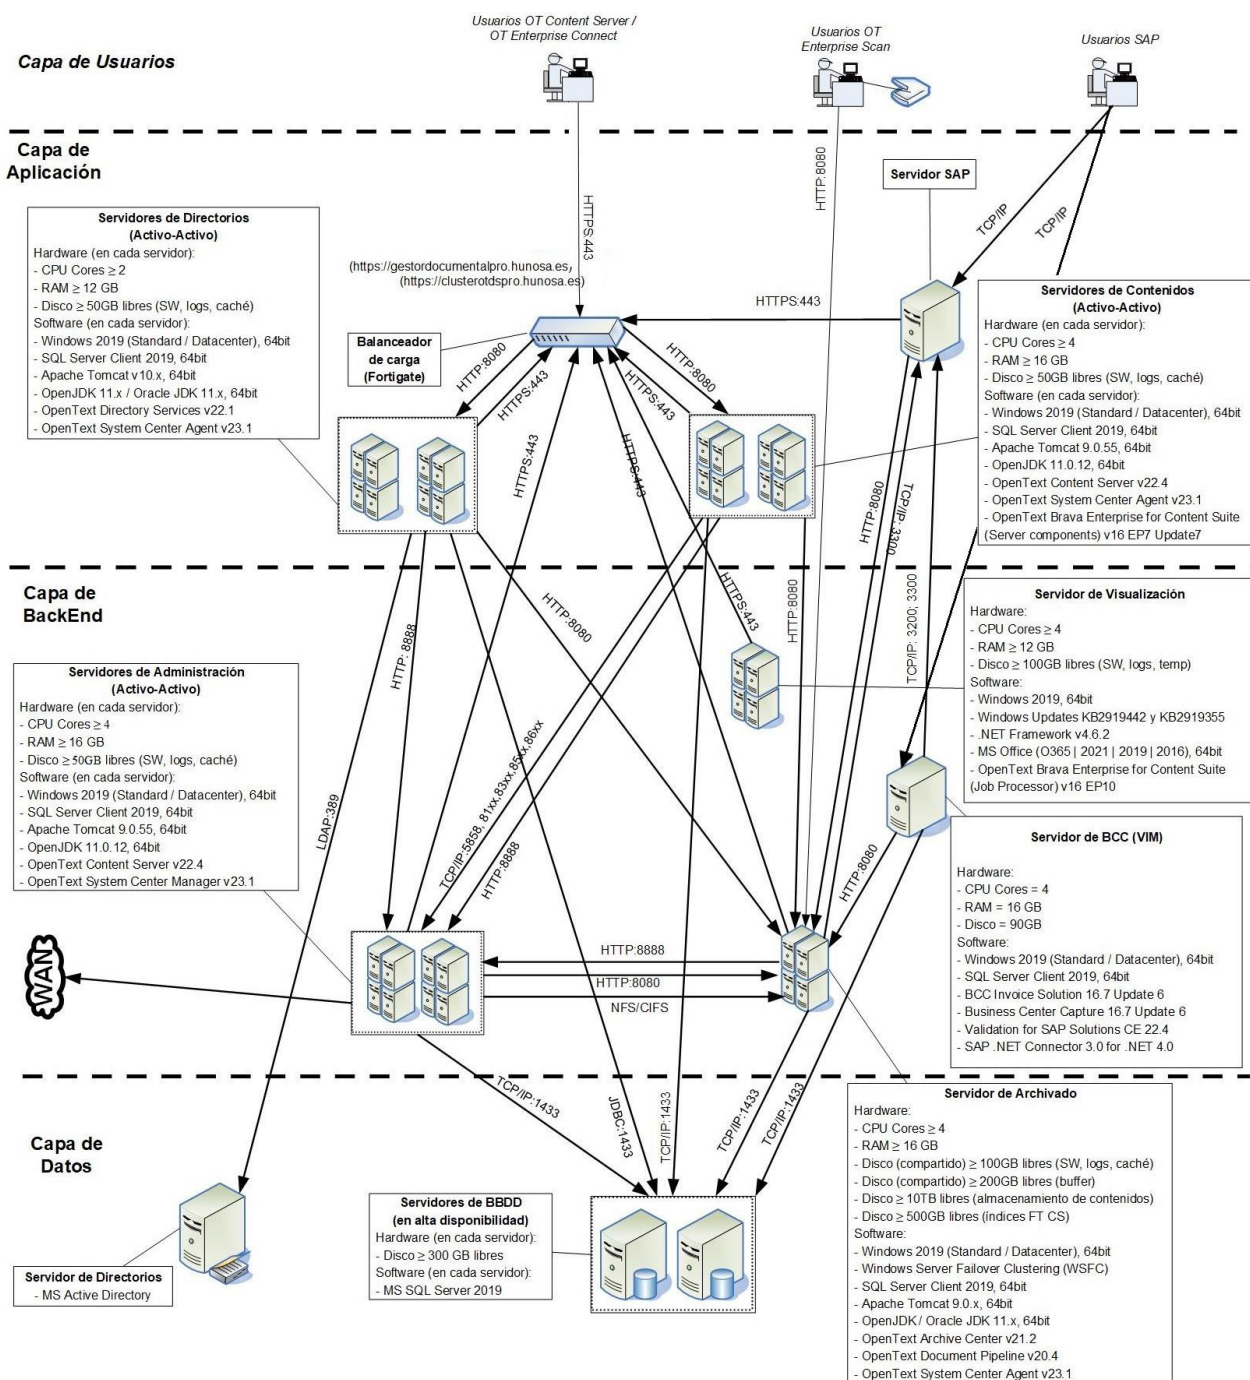 Usuarios OT Content Server /
OT Enterprise Connect
Usuarios OT
Enterprise Scan
Usuarios SAP
Capa de Usuarios
Capa de
Aplicación
Servidor SAP
HTTPS:443
HTTP:8080
TCP/IP
TCP/IP
Servidores de Directorios
(Activo-Activo)
Hardware (en cada servidor):
- CPU Cores ≥ 2
- RAM ≥ 12 GB
- Disco ≥ 50GB libres (SW, logs, caché)
Software (en cada servidor):
- Windows 2019 (Standard / Datacenter), 64bit
- SQL Server Client 2019, 64bit
- Apache Tomcat v10.x, 64bit
- OpenJDK 11.x / Oracle JDK 11.x, 64bit
- OpenText Directory Services v22.1
- OpenText System Center Agent v23.1
(https://gestordocumentalpro.hunosa.es,
(https://clusterotdspro.hunosa.es)
HTTPS:443
Balanceador
de carga
(Fortigate)
HTTP:8080
HTTPS:443
HTTP:8080
HTTPS:443
HTTPS:443
HTTPS:443
Servidores de Contenidos
(Activo-Activo)
Hardware (en cada servidor):
- CPU Cores ≥ 4
- RAM ≥ 16 GB
- Disco ≥ 50GB libres (SW, logs, caché)
Software (en cada servidor):
- Windows 2019 (Standard / Datacenter), 64bit
- SQL Server Client 2019, 64bit
- Apache Tomcat 9.0.55, 64bit
- OpenJDK 11.0.12, 64bit
- OpenText Content Server v22.4
- OpenText System Center Agent v23.1
- OpenText Brava Enterprise for Content Suite
(Server components) v16 EP7 Update7
HTTP:8080
TCP/IP: 3300
TCP/IP: 3200; 3300
Capa de
BackEnd
HTTP: 8888
HTTP:8080
HTTPS:443
HTTP:8080
Servidor de Visualización
Hardware:
- CPU Cores ≥ 4
- RAM ≥ 12 GB
- Disco ≥ 100GB libres (SW, logs, temp)
Software:
- Windows 2019, 64bit
- Windows Updates KB2919442 y KB2919355
- .NET Framework v4.6.2
- MS Office (O365 | 2021 | 2019 | 2016), 64bit
- OpenText Brava Enterprise for Content Suite
(Job Processor) v16 EP10
Servidores de Administración
(Activo-Activo)
Hardware (en cada servidor):
- CPU Cores ≥ 4
- RAM ≥ 16 GB
- Disco ≥ 50GB libres (SW, logs, caché)
Software (en cada servidor):
- Windows 2019 (Standard / Datacenter), 64bit
- SQL Server Client 2019, 64bit
- Apache Tomcat 9.0.55, 64bit
- OpenJDK 11.0.12, 64bit
- OpenText Content Server v22.4
- OpenText System Center Manager v23.1
LDAP:389
TCP/IP:5858, 81xx,83xx,85xx,86xx
HTTP:8888
HTTP:8080
Servidor de BCC (VIM)
Hardware:
- CPU Cores = 4
- RAM = 16 GB
- Disco = 90GB
Software:
- Windows 2019 (Standard / Datacenter), 64bit
- SQL Server Client 2019, 64bit
- BCC Invoice Solution 16.7 Update 6
- Business Center Capture 16.7 Update 6
- Validation for SAP Solutions CE 22.4
- SAP .NET Connector 3.0 for .NET 4.0
WAN
HTTP:8888
HTTP:8080
NFS/CIFS
Capa de
Datos
TCP/IP:1433
JDBC:1433
TCP/IP:1433
TCP/IP:1433
TCP/IP:1433
Servidor de Archivado
Hardware:
- CPU Cores ≥ 4
- RAM ≥ 16 GB
- Disco (compartido) ≥ 100GB libres (SW, logs, caché)
- Disco (compartido) ≥ 200GB libres (buffer)
- Disco ≥ 10TB libres (almacenamiento de contenidos)
- Disco ≥ 500GB libres (índices FT CS)
Software:
- Windows 2019 (Standard / Datacenter), 64bit
- Windows Server Failover Clustering (WSFC)
- SQL Server Client 2019, 64bit
- Apache Tomcat 9.0.x, 64bit
- OpenJDK / Oracle JDK 11.x, 64bit
- OpenText Archive Center v21.2
- OpenText Document Pipeline v20.4
- OpenText System Center Agent v23.1
Servidores de BBDD
(en alta disponibilidad)
Hardware (en cada servidor):
- Disco ≥ 300 GB libres
Software (en cada servidor):
- MS SQL Server 2019
Servidor de Directorios
- MS Active Directory